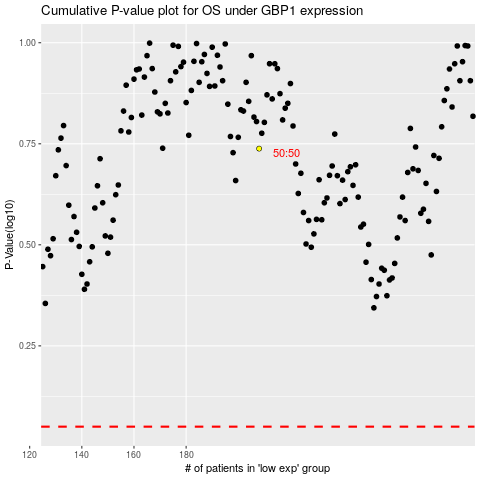 Cumulative P-value plot for OS under GBP1 expression
P-Value(log10)
1.00
0.75
0.50
0.25
50:50
120 140 160 180
# of patients in 'low exp' group